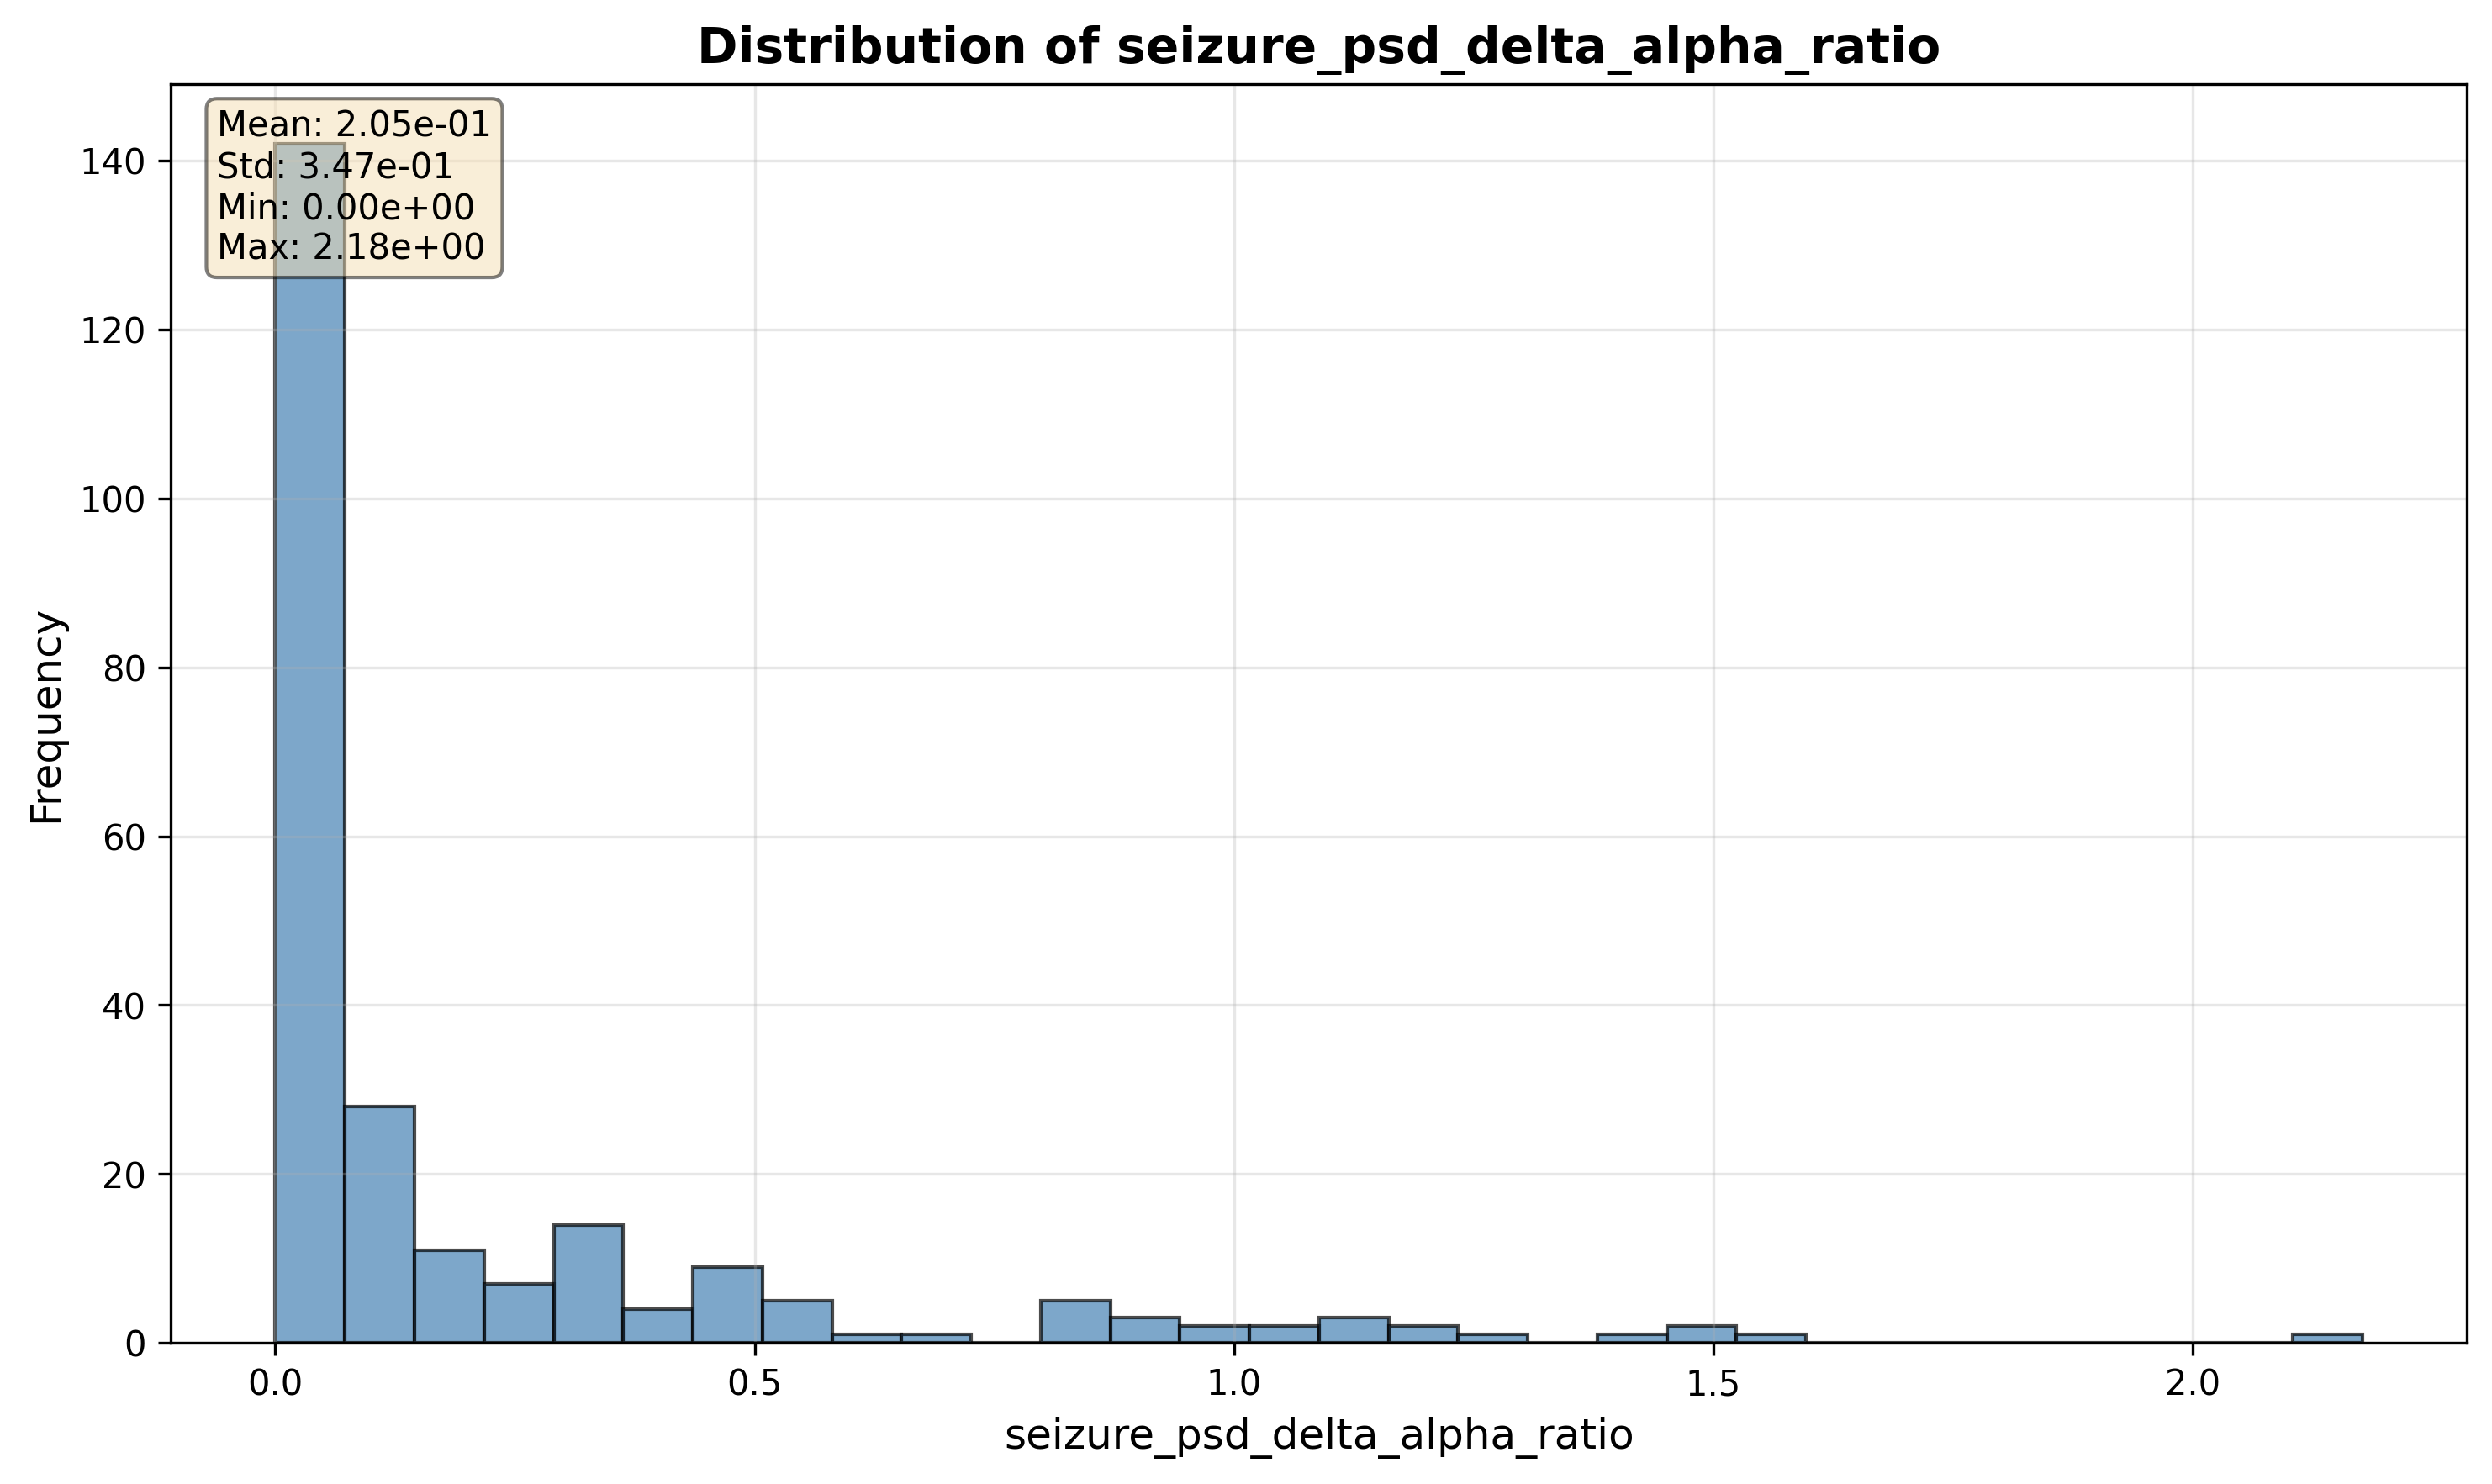 Distribution of seizure_psd_delta_alpha_ratio
Mean: 2.05e-01
Std: 3.47e-01
Min: 0.00e+00
Max: 2.18e+00
140
120
100
80
60
40
20
0
Frequency
0.0 0.5 1.0 1.5 2.0
seizure_psd_delta_alpha_ratio